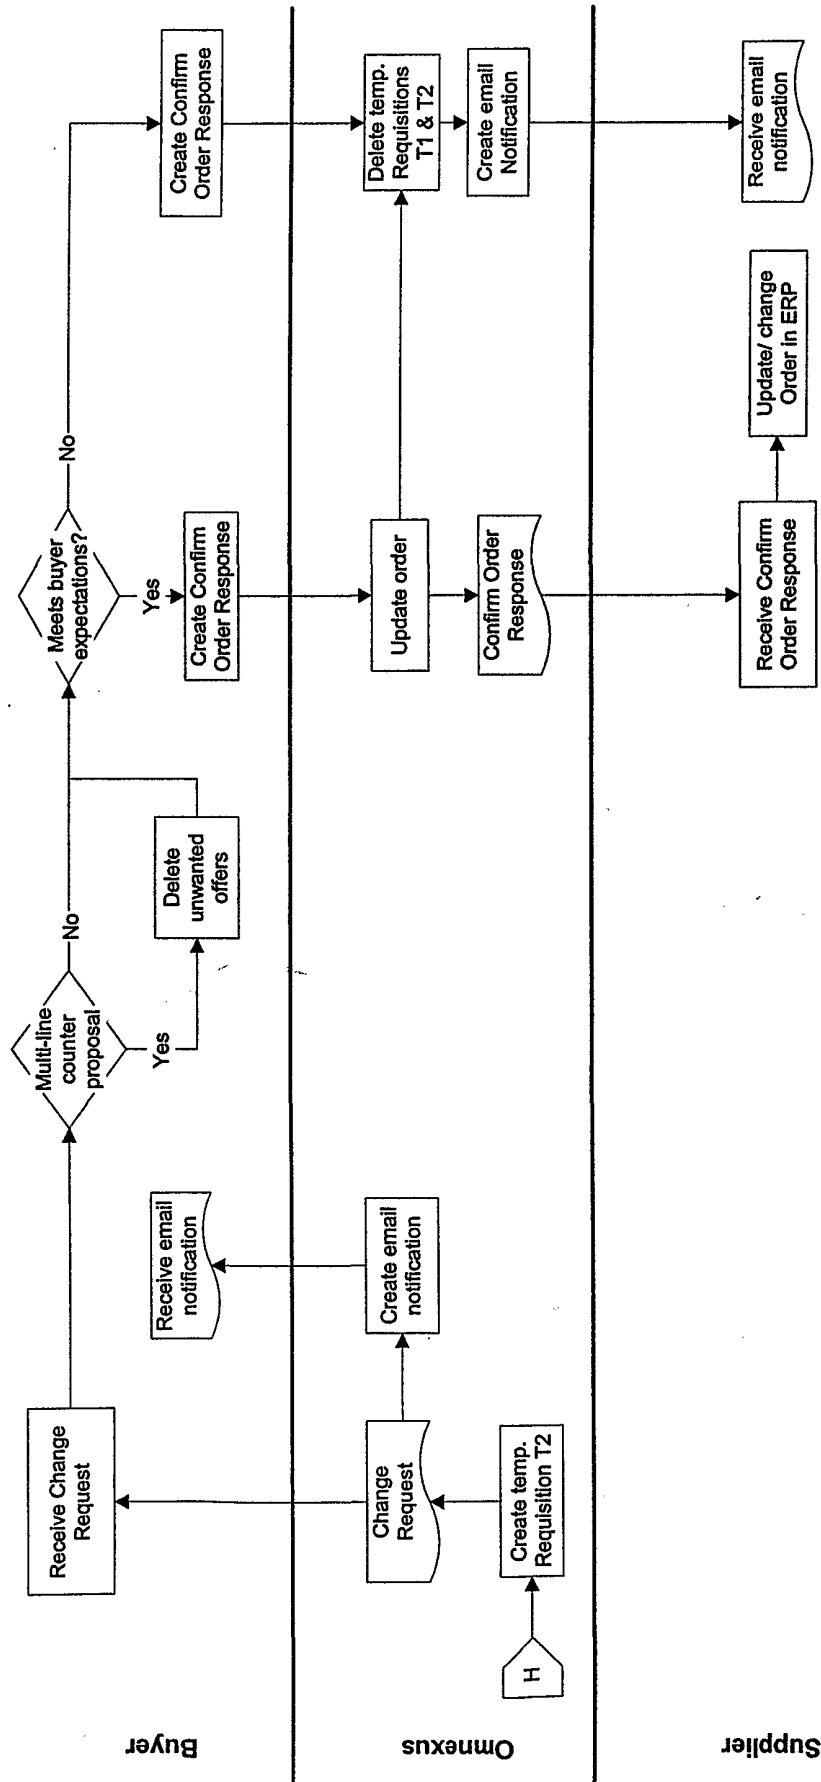 Buyer
Receive Change
Request
Receive email
notification
Multi-line
counter
proposal
No
Yes
Delete
unwanted
offers
Meets buyer
expectations?
No
Yes
Create Confirm
Order Response
Create Confirm
Order Response
Omnexus
H
Create temp.
Requisition T2
Change
Request
Create email
notification
Update order
Confirm Order
Response
Delete temp.
Requisitions
T1 & T2
Create email
Notification
Supplier
Receive Confirm
Order Response
Update/ change
Order in ERP
Receive email
notification